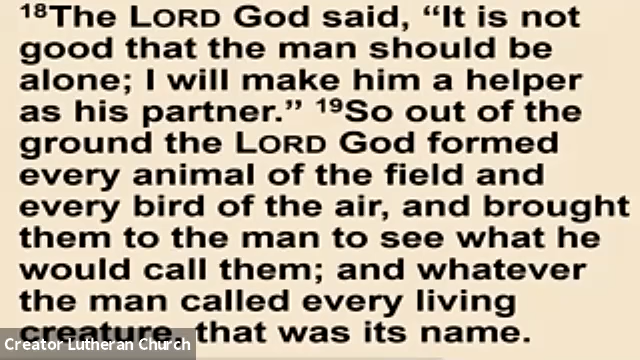 ¹⁸The LORD God said, “It is not
good that the man should be
alone; I will make him a helper
as his partner.” ¹⁹So out of the
ground the LORD God formed
every animal of the field and
every bird of the air, and brought
them to the man to see what he
would call them; and whatever
the man called every living
creature, that was its name.
Creator Lutheran Church